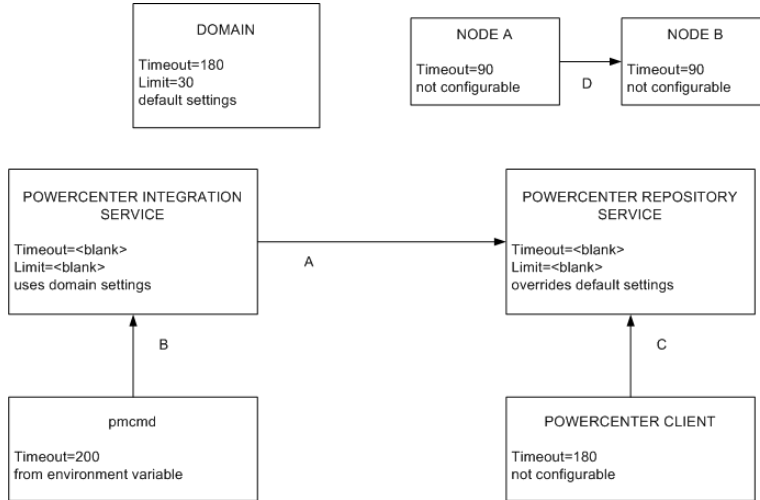 DOMAIN
Timeout=180
Limit=30
default settings
NODE A
Timeout=90
not configurable
D
NODE B
Timeout=90
not configurable
POWERCENTER INTEGRATION
SERVICE
Timeout=<blank>
Limit=<blank>
uses domain settings
A
POWERCENTER REPOSITORY
SERVICE
Timeout=<blank>
Limit=<blank>
overrides default settings
B
C
pmcmd
Timeout=200
from environment variable
POWERCENTER CLIENT
Timeout=180
not configurable